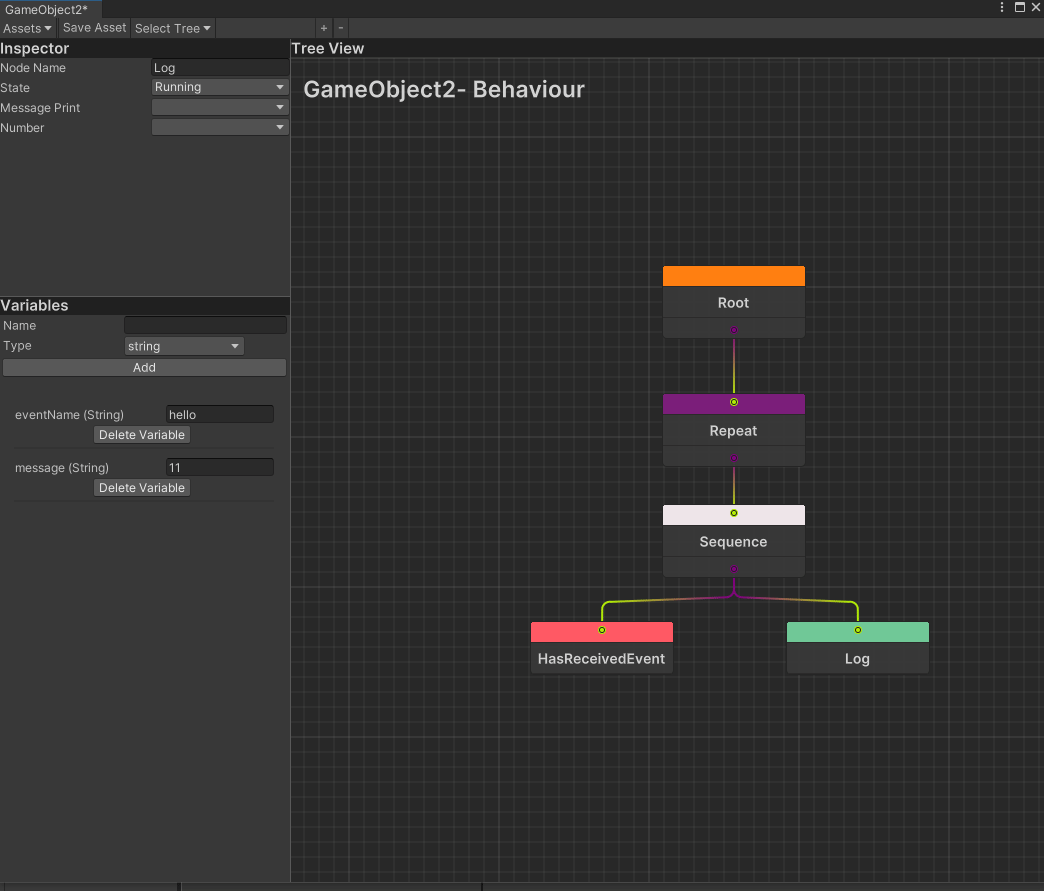 GameObject2*
Assets Save Asset Select Tree + -
Inspector
Node Name Log
State Running
Message Print
Number
Variables
Name
Type string
Add
eventName (String) hello
Delete Variable
message (String) 11
Delete Variable
Tree View
GameObject2- Behaviour
Root
Repeat
Sequence
HasReceivedEvent Log